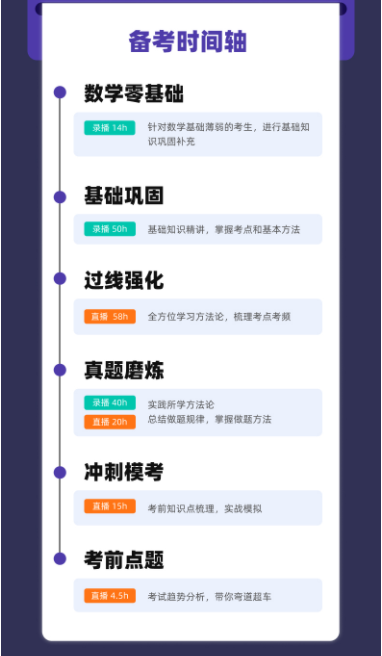 备考时间轴
数学零基础
录播 14h
针对数学基础薄弱的考生，进行基础知
识巩固补充
基础巩固
录播 50h
基础知识精讲，掌握考点和基本方法
过线强化
直播 58h
全方位学习方法论，梳理考点考频
真题磨炼
录播 40h
实践所学方法论
直播 20h
总结做题规律，掌握做题方法
冲刺模考
直播 15h
考前知识点梳理，实战模拟
考前点题
直播 4.5h
考试趋势分析，带你弯道超车